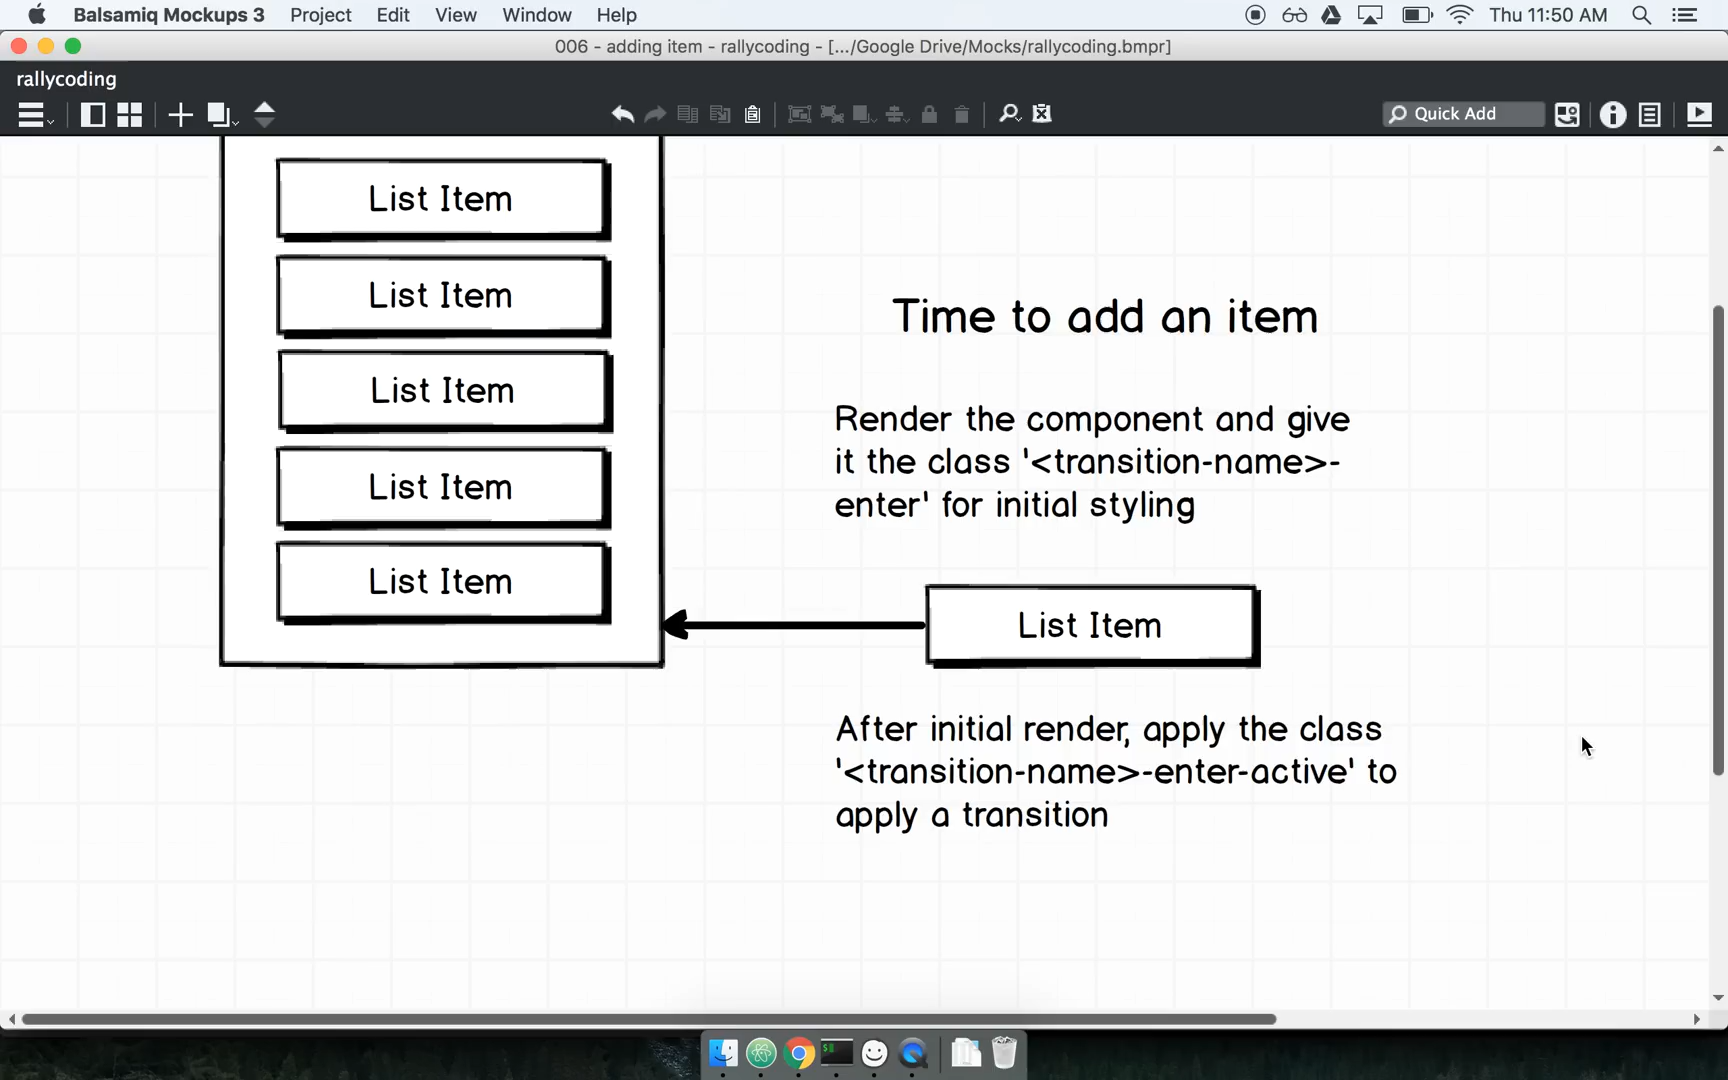 Balsamiq Mockups 3 Project Edit View Window Help Thu 11:50 AM
006 - adding item - rallycoding - [.../Google Drive/Mocks/rallycoding.bmpr]
rallycoding
Quick Add
List Item
List Item
List Item
List Item
List Item
Time to add an item
Render the component and give
it the class '<transition-name>-
enter' for initial styling
List Item
After initial render, apply the class
'<transition-name>-enter-active' to
apply a transition